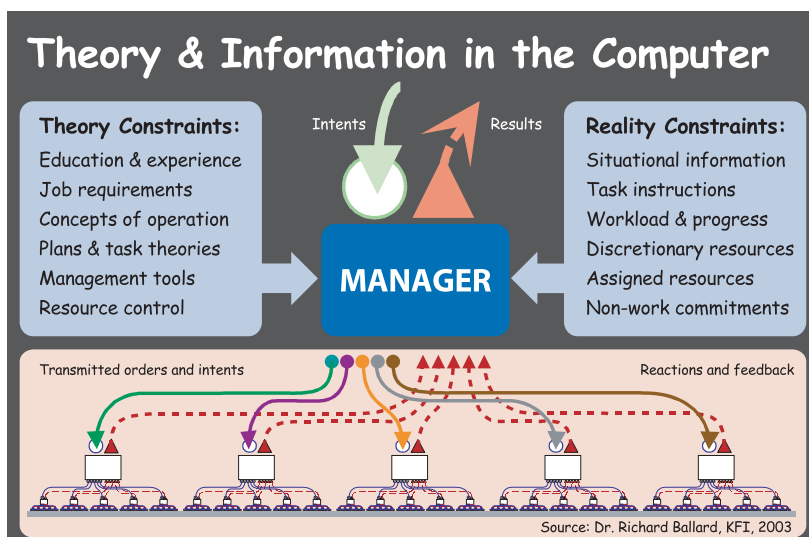 Theory & Information in the Computer
Intents
Results
Theory Constraints:
Education & experience
Job requirements
Concepts of operation
Plans & task theories
Management tools
Resource control
MANAGER
Reality Constraints:
Situational information
Task instructions
Workload & progress
Discretionary resources
Assigned resources
Non-work commitments
Transmitted orders and intents
Reactions and feedback
Source: Dr. Richard Ballard, KFI, 2003